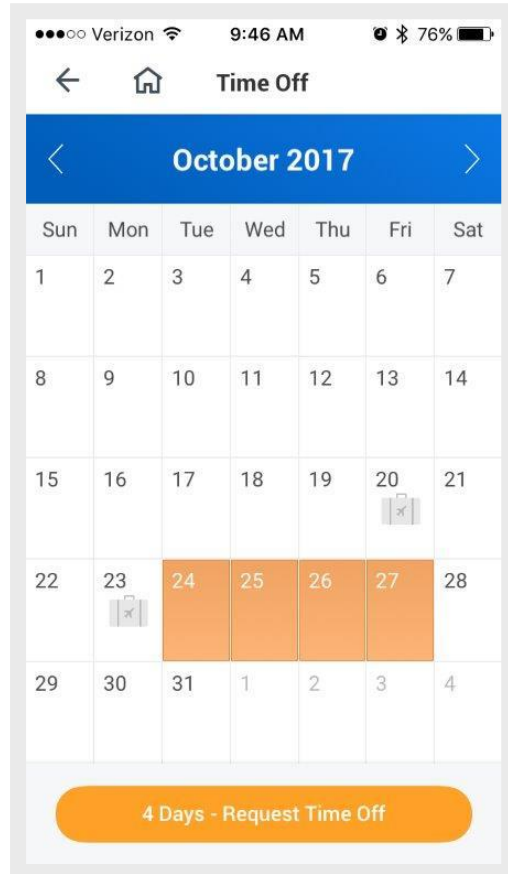 Verizon 9:46 AM 76%
Time Off
October 2017
Sun Mon Tue Wed Thu Fri Sat
1 2 3 4 5 6 7
8 9 10 11 12 13 14
15 16 17 18 19 20 21
22 23 24 25 26 27 28
29 30 31 1 2 3 4
4 Days - Request Time Off